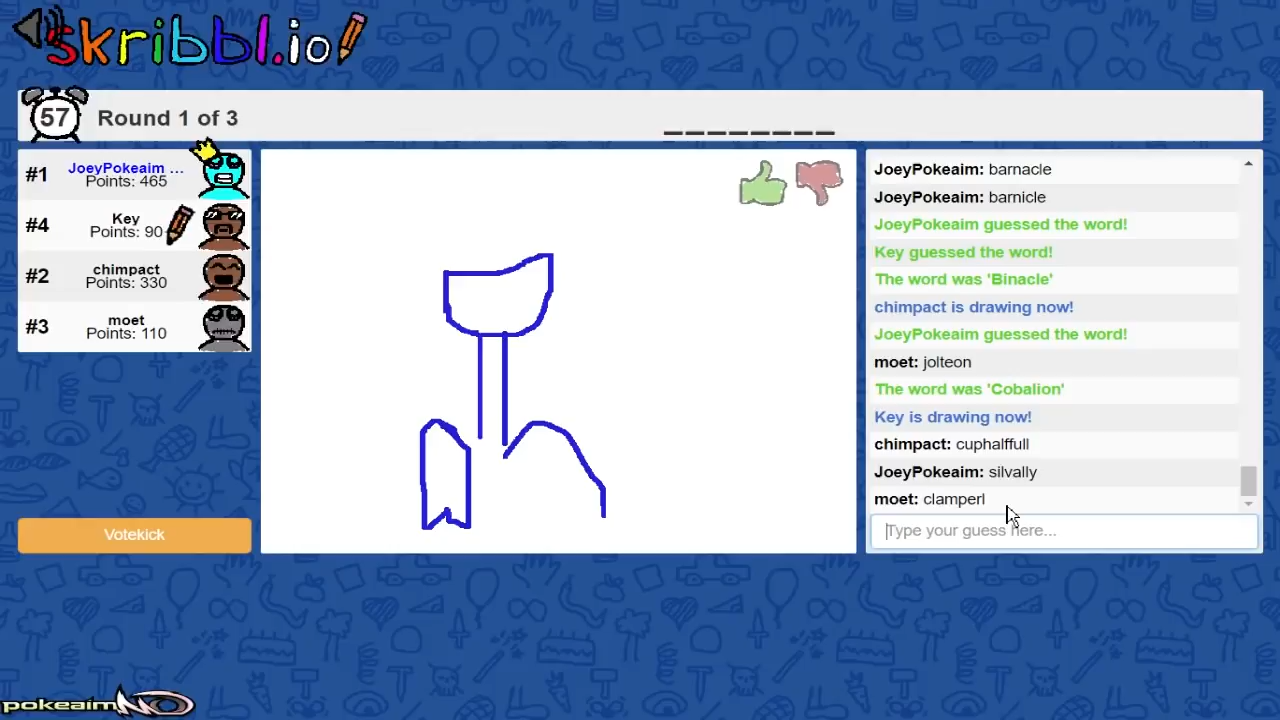 skribbl.io
57
Round 1 of 3
________
#1
JoeyPokeaim ...
Points: 465
#4
Key
Points: 90
#2
chimpact
Points: 330
#3
moet
Points: 110
Votekick
JoeyPokeaim: barnacle
JoeyPokeaim: barnicle
JoeyPokeaim guessed the word!
Key guessed the word!
The word was 'Binacle'
chimpact is drawing now!
JoeyPokeaim guessed the word!
moet: jolteon
The word was 'Cobalion'
Key is drawing now!
chimpact: cuphalffull
JoeyPokeaim: silvally
moet: clamperl
Type your guess here...
pokeaim